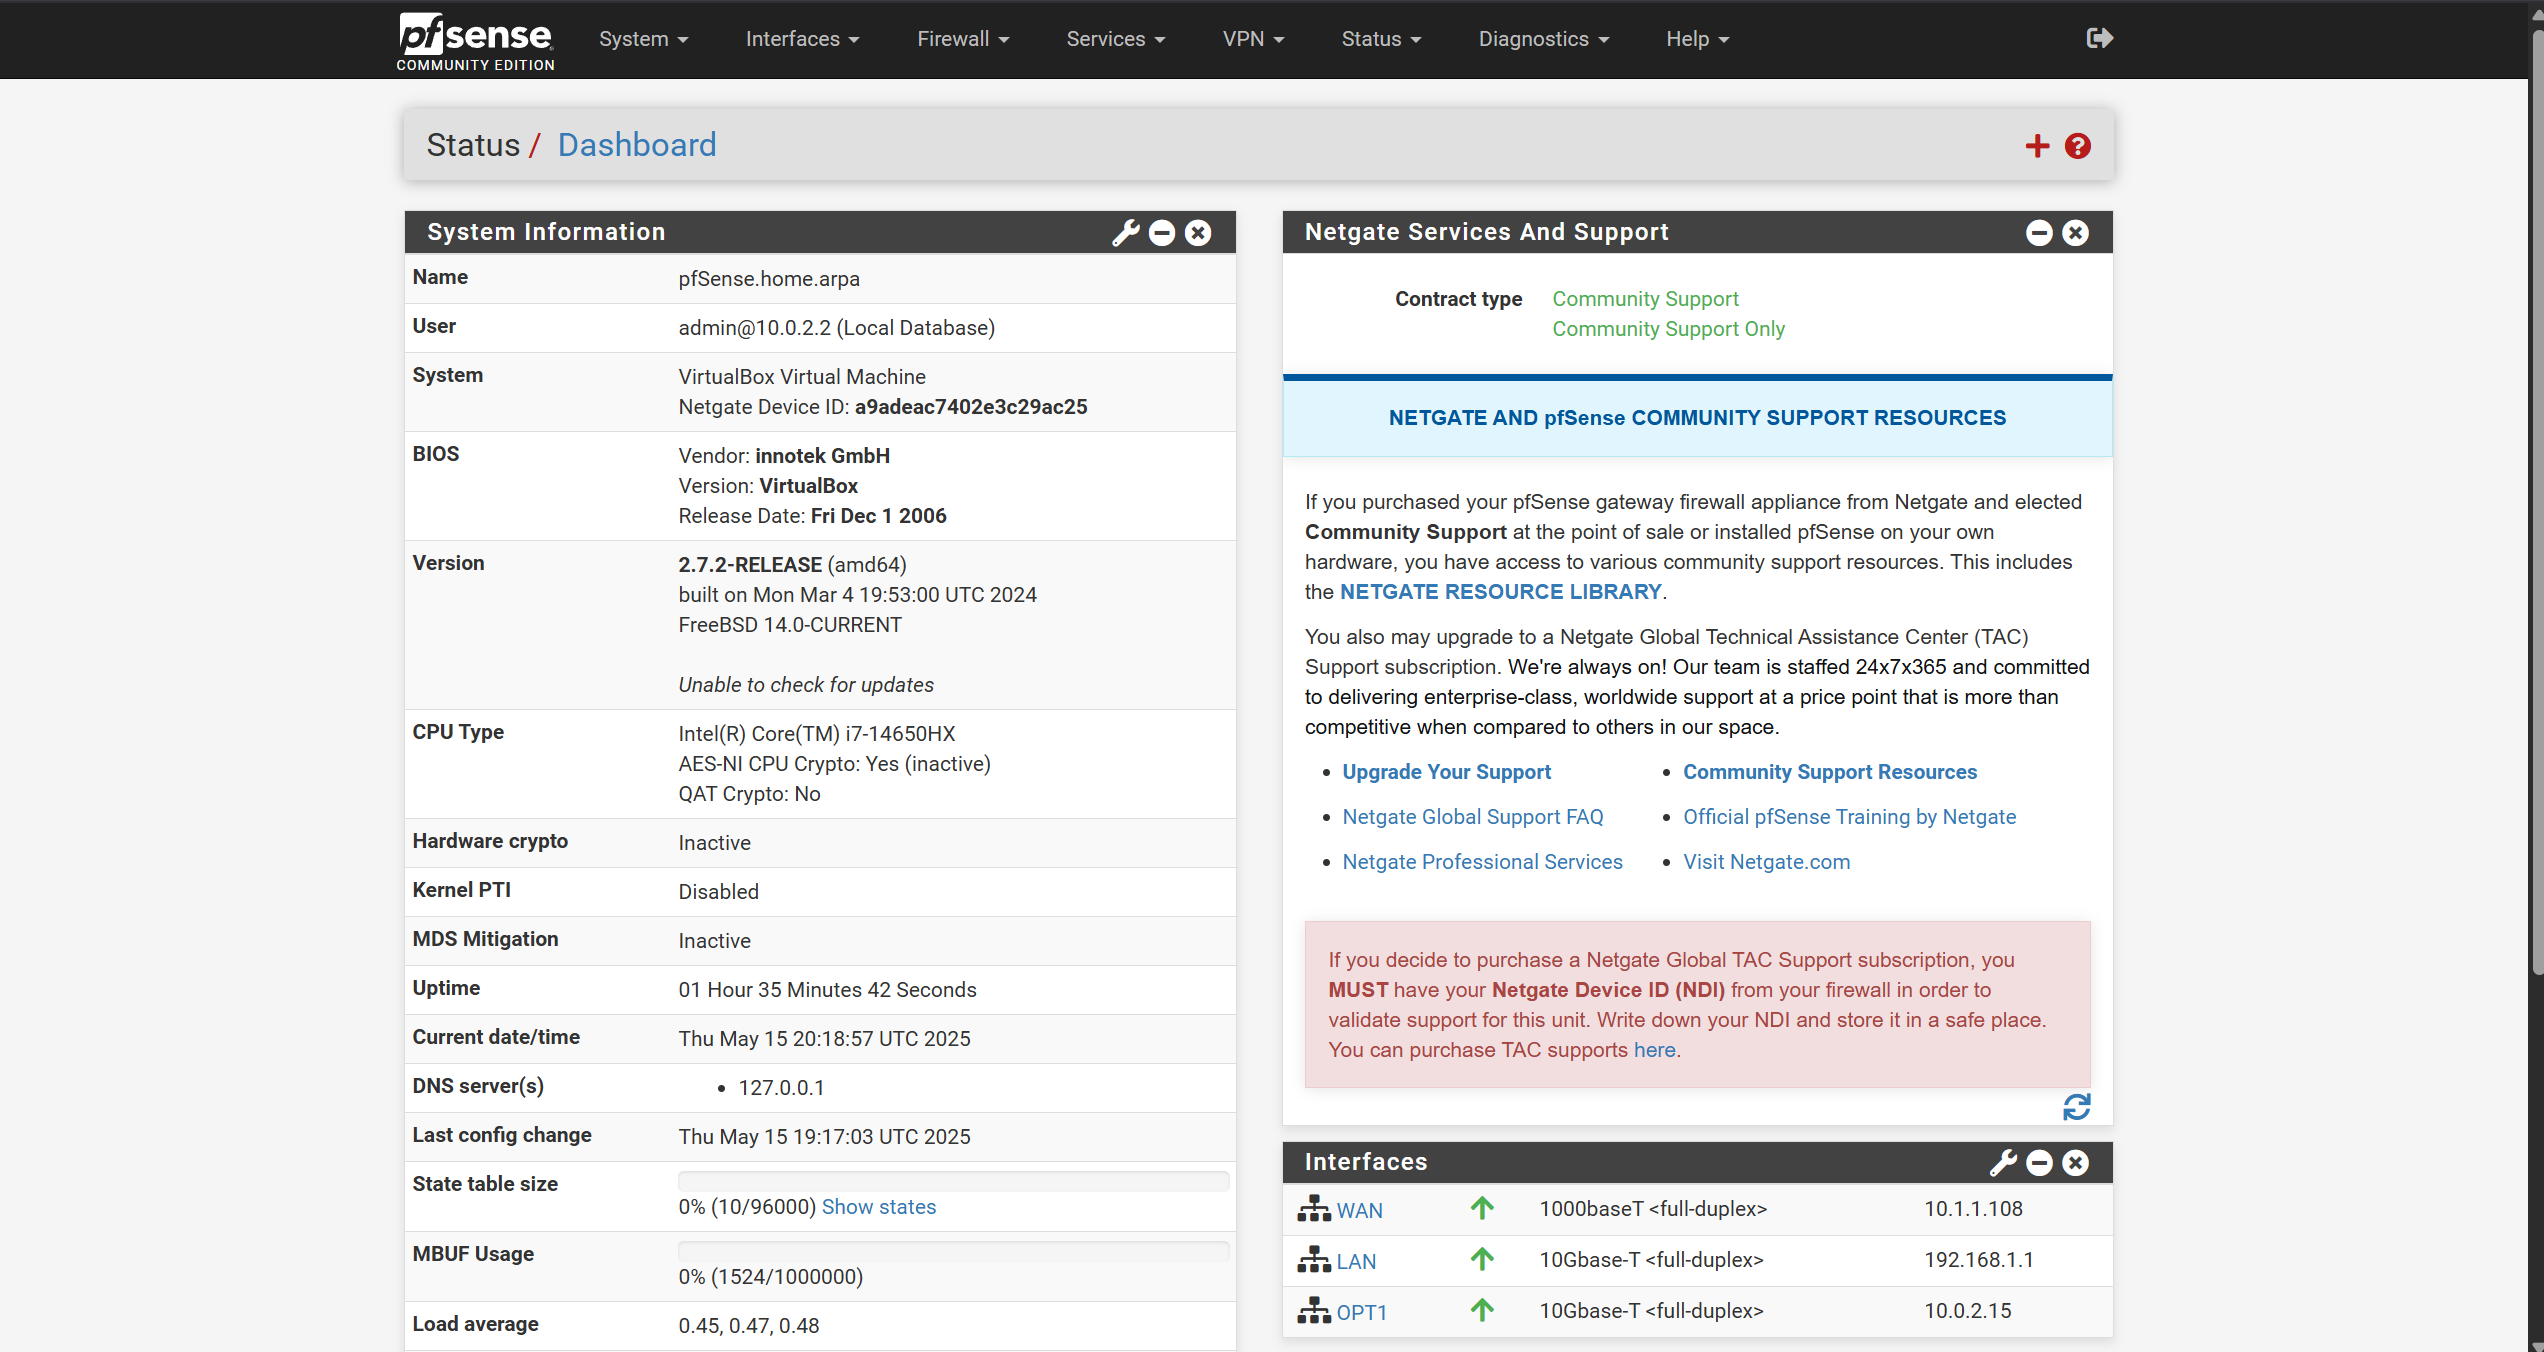 pfsense
COMMUNITY EDITION
System
Interfaces
Firewall
Services
VPN
Status
Diagnostics
Help
Status / Dashboard
System Information
Name pfSense.home.arpa
User admin@10.0.2.2 (Local Database)
System VirtualBox Virtual Machine
Netgate Device ID: a9adeac7402e3c29ac25
BIOS Vendor: innotek GmbH
Version: VirtualBox
Release Date: Fri Dec 1 2006
Version 2.7.2-RELEASE (amd64)
built on Mon Mar 4 19:53:00 UTC 2024
FreeBSD 14.0-CURRENT
Unable to check for updates
CPU Type Intel(R) Core(TM) i7-14650HX
AES-NI CPU Crypto: Yes (inactive)
QAT Crypto: No
Hardware crypto Inactive
Kernel PTI Disabled
MDS Mitigation Inactive
Uptime 01 Hour 35 Minutes 42 Seconds
Current date/time Thu May 15 20:18:57 UTC 2025
DNS server(s) • 127.0.0.1
Last config change Thu May 15 19:17:03 UTC 2025
State table size
0% (10/96000) Show states
MBUF Usage
0% (1524/1000000)
Load average 0.45, 0.47, 0.48
Netgate Services And Support
Contract type Community Support
Community Support Only
NETGATE AND pfSense COMMUNITY SUPPORT RESOURCES
If you purchased your pfSense gateway firewall appliance from Netgate and elected
Community Support at the point of sale or installed pfSense on your own
hardware, you have access to various community support resources. This includes
the NETGATE RESOURCE LIBRARY.
You also may upgrade to a Netgate Global Technical Assistance Center (TAC)
Support subscription. We're always on! Our team is staffed 24x7x365 and committed
to delivering enterprise-class, worldwide support at a price point that is more than
competitive when compared to others in our space.
• Upgrade Your Support • Community Support Resources
• Netgate Global Support FAQ • Official pfSense Training by Netgate
• Netgate Professional Services • Visit Netgate.com
If you decide to purchase a Netgate Global TAC Support subscription, you
MUST have your Netgate Device ID (NDI) from your firewall in order to
validate support for this unit. Write down your NDI and store it in a safe place.
You can purchase TAC supports here.
Interfaces
WAN 1000baseT <full-duplex> 10.1.1.108
LAN 10Gbase-T <full-duplex> 192.168.1.1
OPT1 10Gbase-T <full-duplex> 10.0.2.15